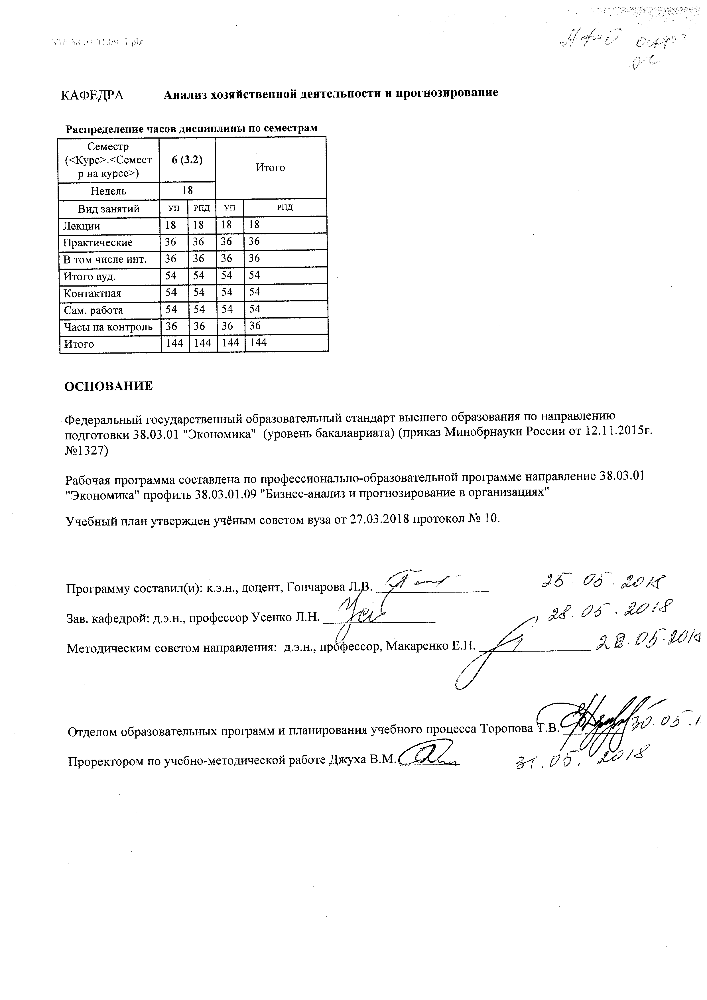 УП: 38.03.01.09_1.plx
стр. 2
КАФЕДРА Анализ хозяйственной деятельности и прогнозирование
Распределение часов дисциплины по семестрам
Семестр 6 (3.2) Итого
(<Курс>.<Семест
р на курсе>)
Недель 18
Вид занятий УП РПД УП РПД
Лекции 18 18 18 18
Практические 36 36 36 36
В том числе инт. 36 36 36 36
Итого ауд. 54 54 54 54
Контактная 54 54 54 54
Сам. работа 54 54 54 54
Часы на контроль 36 36 36 36
Итого 144 144 144 144
ОСНОВАНИЕ
Федеральный государственный образовательный стандарт высшего образования по направлению
подготовки 38.03.01 "Экономика" (уровень бакалавриата) (приказ Минобрнауки России от 12.11.2015г.
№1327)
Рабочая программа составлена по профессионально-образовательной программе направление 38.03.01
"Экономика" профиль 38.03.01.09 "Бизнес-анализ и прогнозирование в организациях"
Учебный план утвержден учёным советом вуза от 27.03.2018 протокол № 10.
Программу составил(и): к.э.н., доцент, Гончарова Л.В. 25.05.2018
Зав. кафедрой: д.э.н., профессор Усенко Л.Н. 28.05.2018
Методическим советом направления: д.э.н., профессор, Макаренко Е.Н. 28.05.2018
Отделом образовательных программ и планирования учебного процесса Торопова Т.В. 30.05.1
Проректором по учебно-методической работе Джуха В.М. 31.05.2018